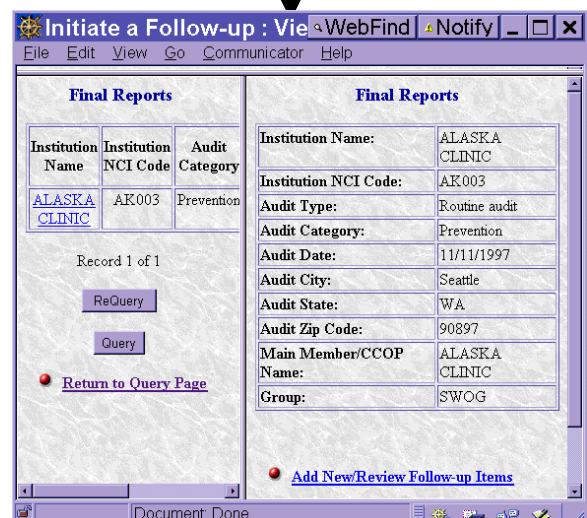 Initiate a Follow-up : Vie WebFind Notify
File Edit View Go Communicator Help
Final Reports
Institution Name Institution NCI Code Audit Category
ALASKA CLINIC AK003 Prevention
Record 1 of 1
ReQuery
Query
Return to Query Page
Final Reports
Institution Name: ALASKA CLINIC
Institution NCI Code: AK003
Audit Type: Routine audit
Audit Category: Prevention
Audit Date: 11/11/1997
Audit City: Seattle
Audit State: WA
Audit Zip Code: 90897
Main Member/CCOP Name: ALASKA CLINIC
Group: SWOG
Add New/Review Follow-up Items
Document: Done